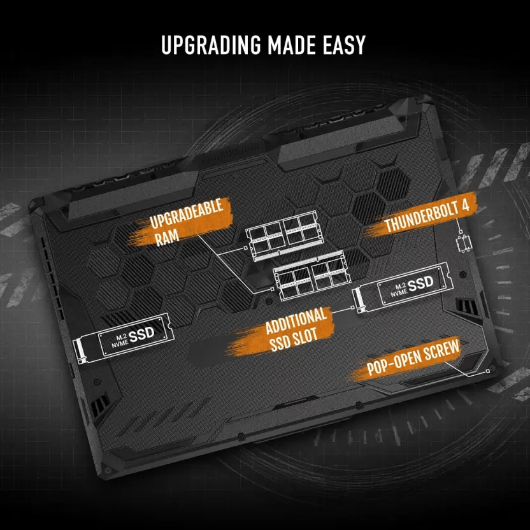 UPGRADING MADE EASY
UPGRADEABLE
RAM
THUNDERBOLT 4
M.2
NVME SSD
M.2
NVME SSD
ADDITIONAL
SSD SLOT
POP-OPEN SCREW